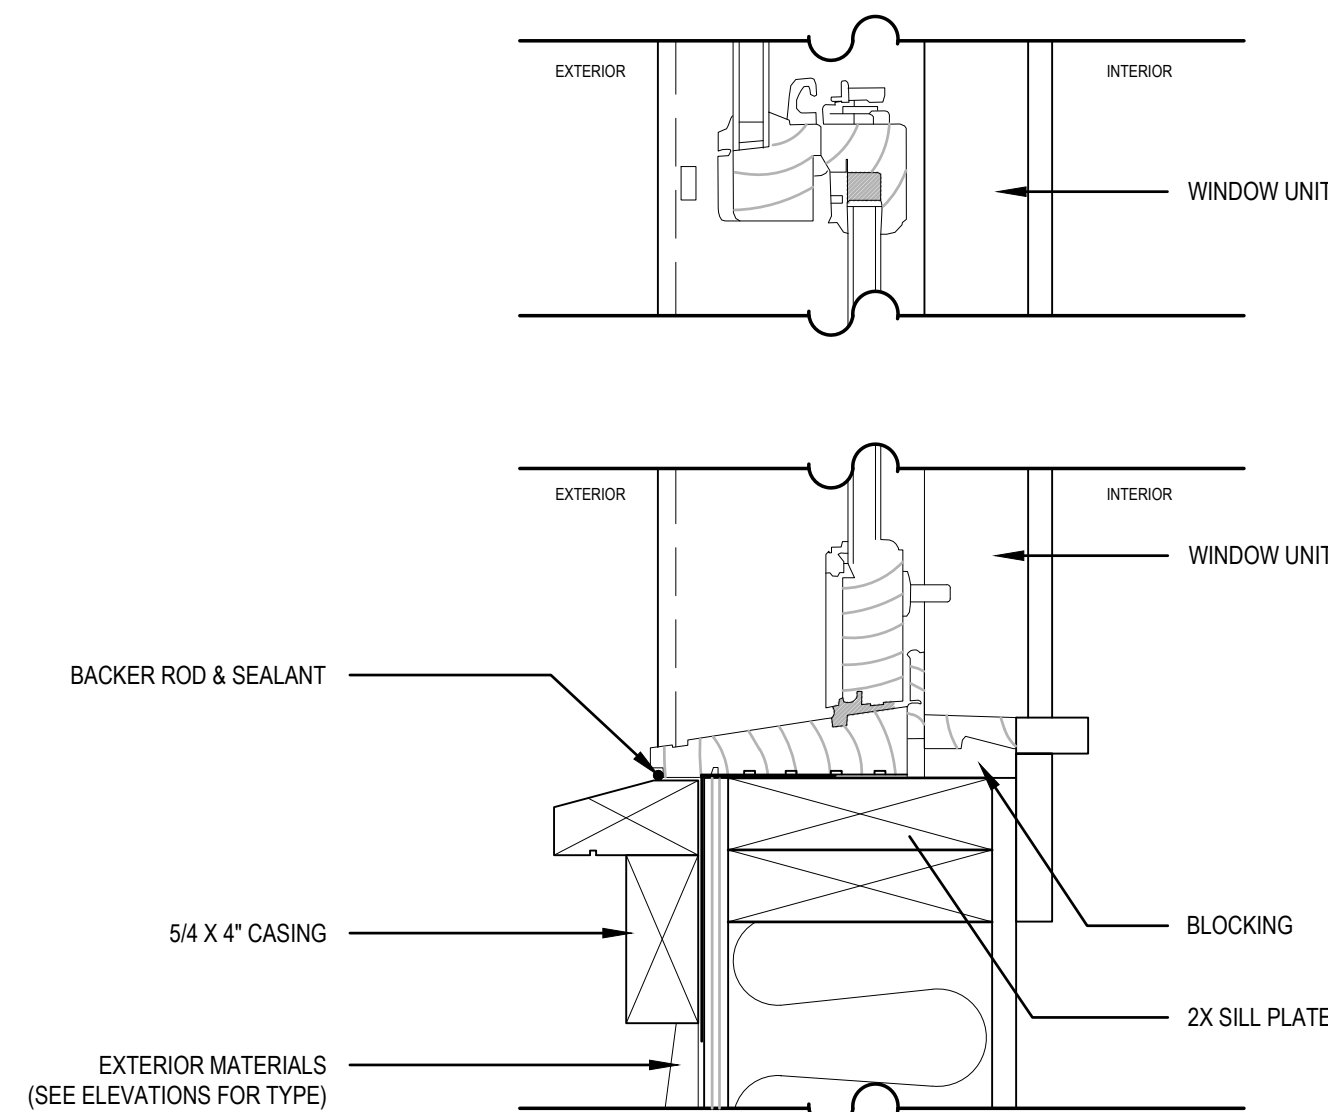 EXTERIOR
INTERIOR
WINDOW UNIT
EXTERIOR
INTERIOR
WINDOW UNIT
BACKER ROD & SEALANT
5/4 X 4" CASING
BLOCKING
2X SILL PLATE
EXTERIOR MATERIALS
(SEE ELEVATIONS FOR TYPE)